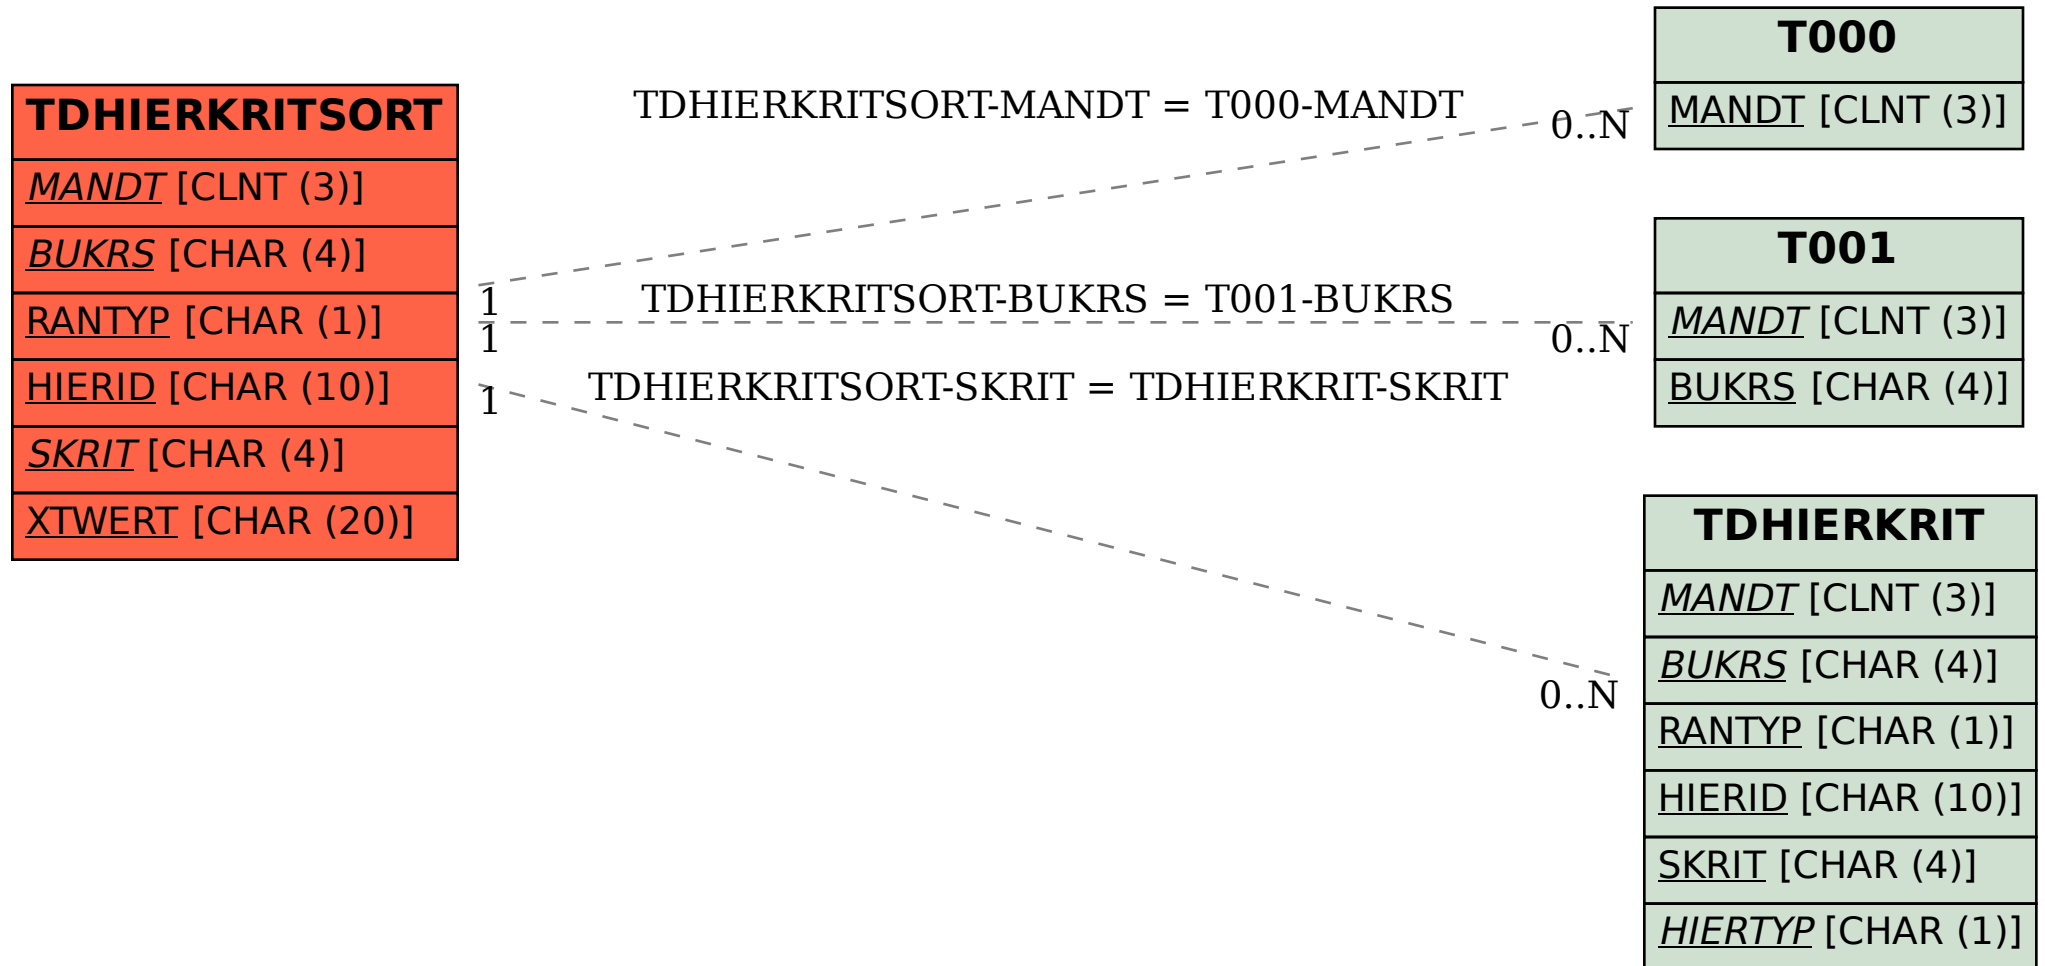 TDHIERKRITSORT
MANDT [CLNT (3)]
BUKRS [CHAR (4)]
RANTYP [CHAR (1)]
HIERID [CHAR (10)]
SKRIT [CHAR (4)]
XTWERT [CHAR (20)]
TDHIERKRITSORT-MANDT = T000-MANDT
0..N
1
TDHIERKRITSORT-BUKRS = T001-BUKRS
1
0..N
TDHIERKRITSORT-SKRIT = TDHIERKRIT-SKRIT
1
0..N
T000
MANDT [CLNT (3)]
T001
MANDT [CLNT (3)]
BUKRS [CHAR (4)]
TDHIERKRIT
MANDT [CLNT (3)]
BUKRS [CHAR (4)]
RANTYP [CHAR (1)]
HIERID [CHAR (10)]
SKRIT [CHAR (4)]
HIERTYP [CHAR (1)]